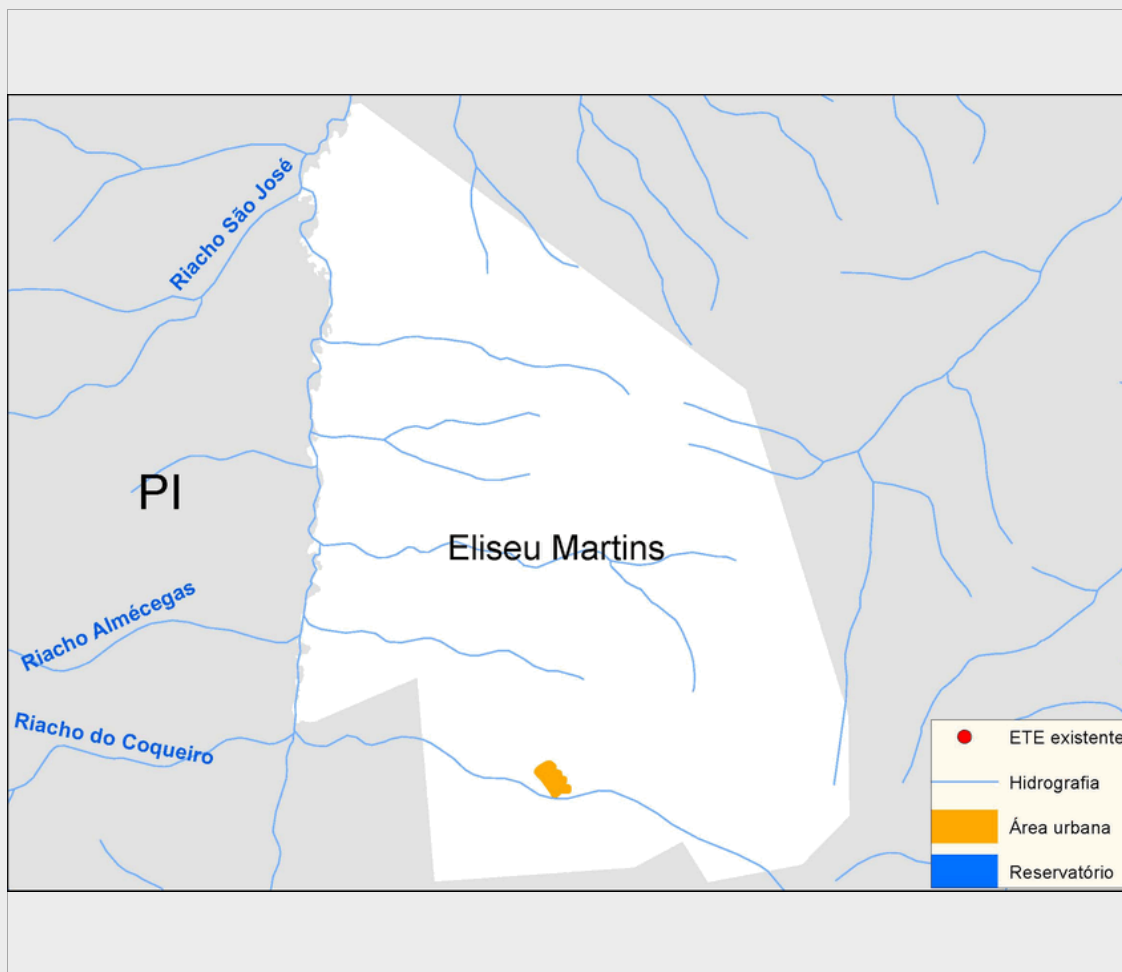 Riacho São José
PI
Eliseu Martins
Riacho Almécegas
Riacho do Coqueiro
ETE existente
Hidrografia
Área urbana
Reservatório